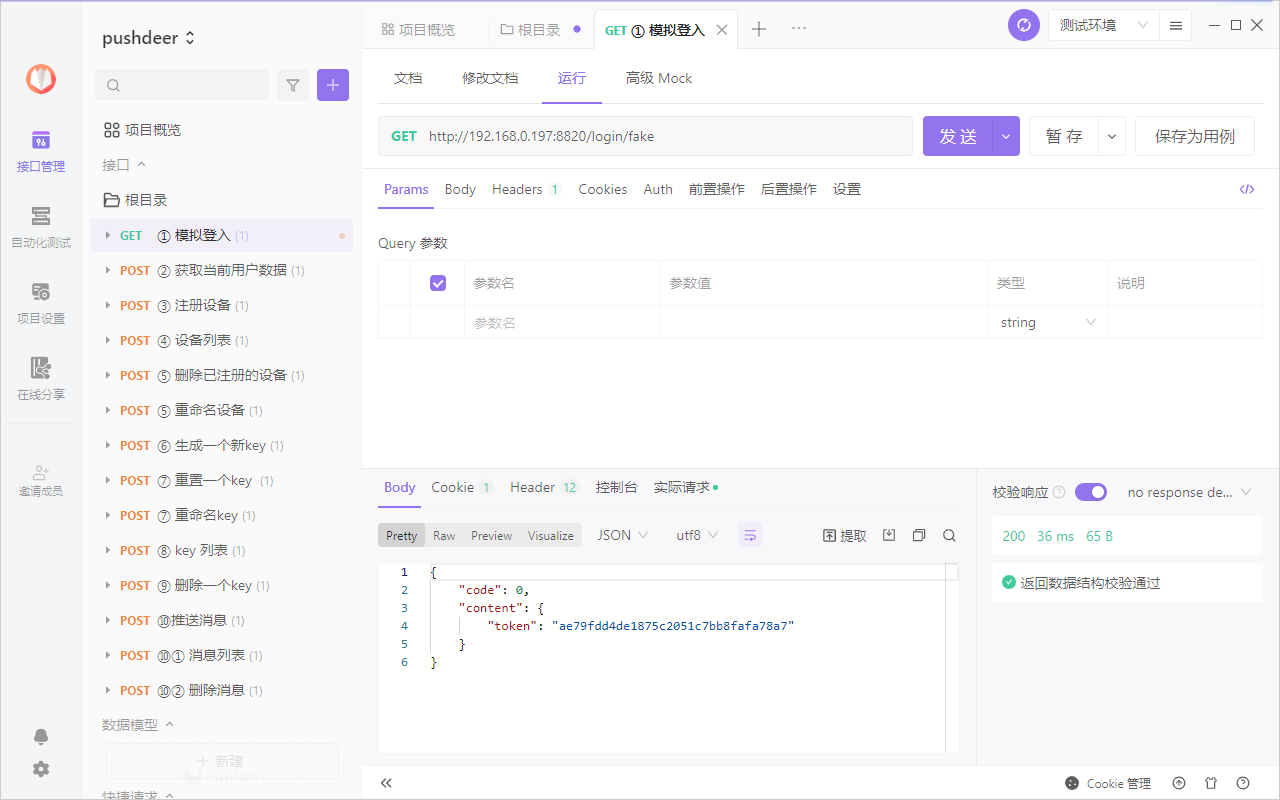 pushdeer
接口管理
自动化测试
项目设置
在线分享
邀请成员
项目概览
接口
根目录
GET ① 模拟登入 (1)
POST ② 获取当前用户数据 (1)
POST ③ 注册设备 (1)
POST ④ 设备列表 (1)
POST ⑤ 删除已注册的设备 (1)
POST ⑤ 重命名设备 (1)
POST ⑥ 生成一个新key (1)
POST ⑦ 重置一个key (1)
POST ⑦ 重命名key (1)
POST ⑧ key 列表 (1)
POST ⑨ 删除一个key (1)
POST ⑩推送消息 (1)
POST ⑩① 消息列表 (1)
POST ⑩② 删除消息 (1)
数据模型
新建
Apifox
快捷请求
项目概览 根目录 GET ① 模拟登入 测试环境
文档 修改文档 运行 高级 Mock
GET http://192.168.0.197:8820/login/fake 发 送 暂 存 保存为用例
Params Body Headers 1 Cookies Auth 前置操作 后置操作 设置 </>
Query 参数
参数名 参数值 类型 说明
参数名 string
Body Cookie 1 Header 12 控制台 实际请求 校验响应 no response de...
Pretty Raw Preview Visualize JSON utf8 提取
200 36 ms 65 B
返回数据结构校验通过
1 {
2 "code": 0,
3 "content": {
4 "token": "ae79fdd4de1875c2051c7bb8fafa78a7"
5 }
6 }
Cookie 管理